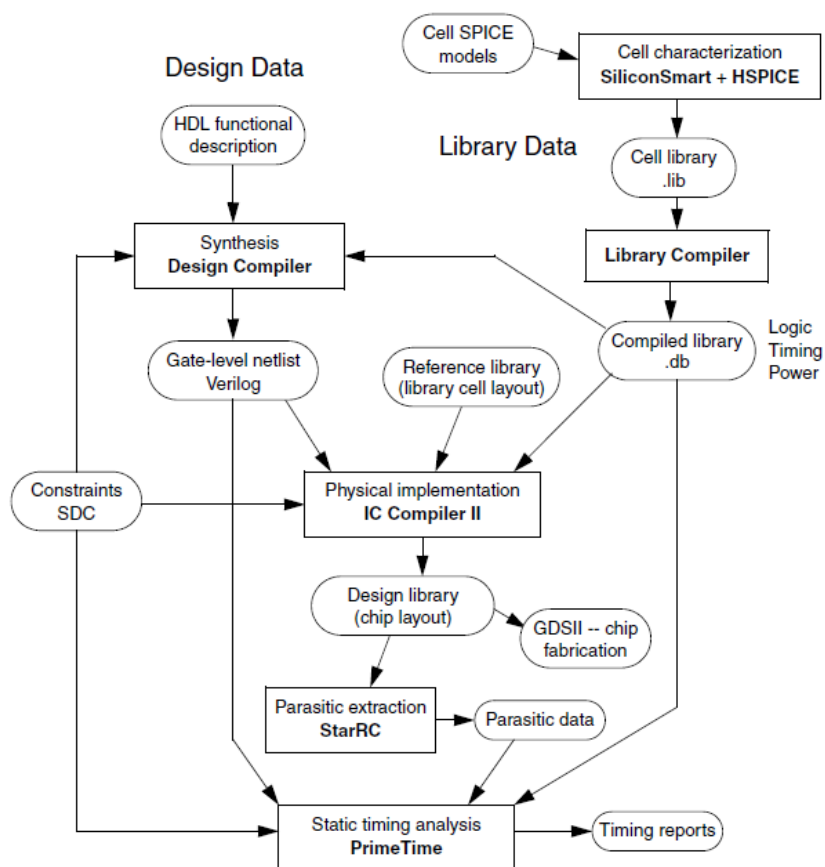 Cell SPICE
models
Cell characterization
SiliconSmart + HSPICE
Design Data
HDL functional
description
Library Data
Cell library
.lib
Synthesis
Design Compiler
Library Compiler
Gate-level netlist
Verilog
Reference library
(library cell layout)
Compiled library
.db
Logic
Timing
Power
Constraints
SDC
Physical implementation
IC Compiler II
Design library
(chip layout)
GDSII -- chip
fabrication
Parasitic extraction
StarRC
Parasitic data
Static timing analysis
PrimeTime
Timing reports